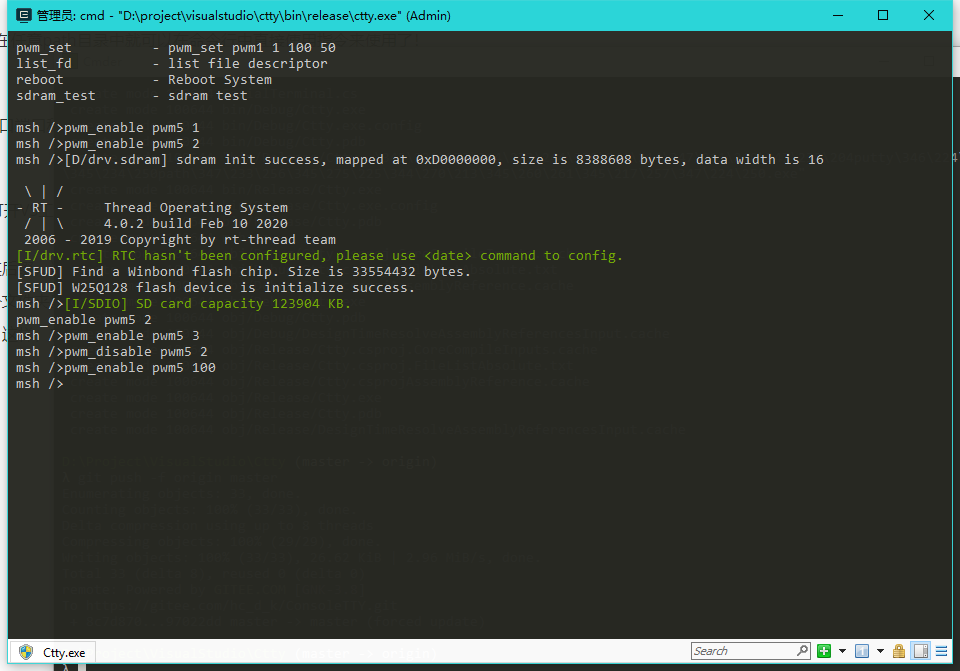 管理员: cmd - "D:\project\visualstudio\ctty\bin\release\ctty.exe" (Admin)
pwm_set          - pwm_set pwm1 1 100 50
list_fd          - list file descriptor
reboot           - Reboot System
sdram_test       - sdram test
msh />pwm_enable pwm5 1
msh />pwm_enable pwm5 2
msh />[D/drv.sdram] sdram init success, mapped at 0xD0000000, size is 8388608 bytes, data width is 16
 \ | /
- RT -     Thread Operating System
 / | \     4.0.2 build Feb 10 2020
 2006 - 2019 Copyright by rt-thread team
[I/drv.rtc] RTC hasn't been configured, please use <date> command to config.
[SFUD] Find a Winbond flash chip. Size is 33554432 bytes.
[SFUD] W25Q128 flash device is initialize success.
msh />[I/SDIO] SD card capacity 123904 KB.
pwm_enable pwm5 2
msh />pwm_enable pwm5 3
msh />pwm_disable pwm5 2
msh />pwm_enable pwm5 100
msh />
Ctty.exe
Search